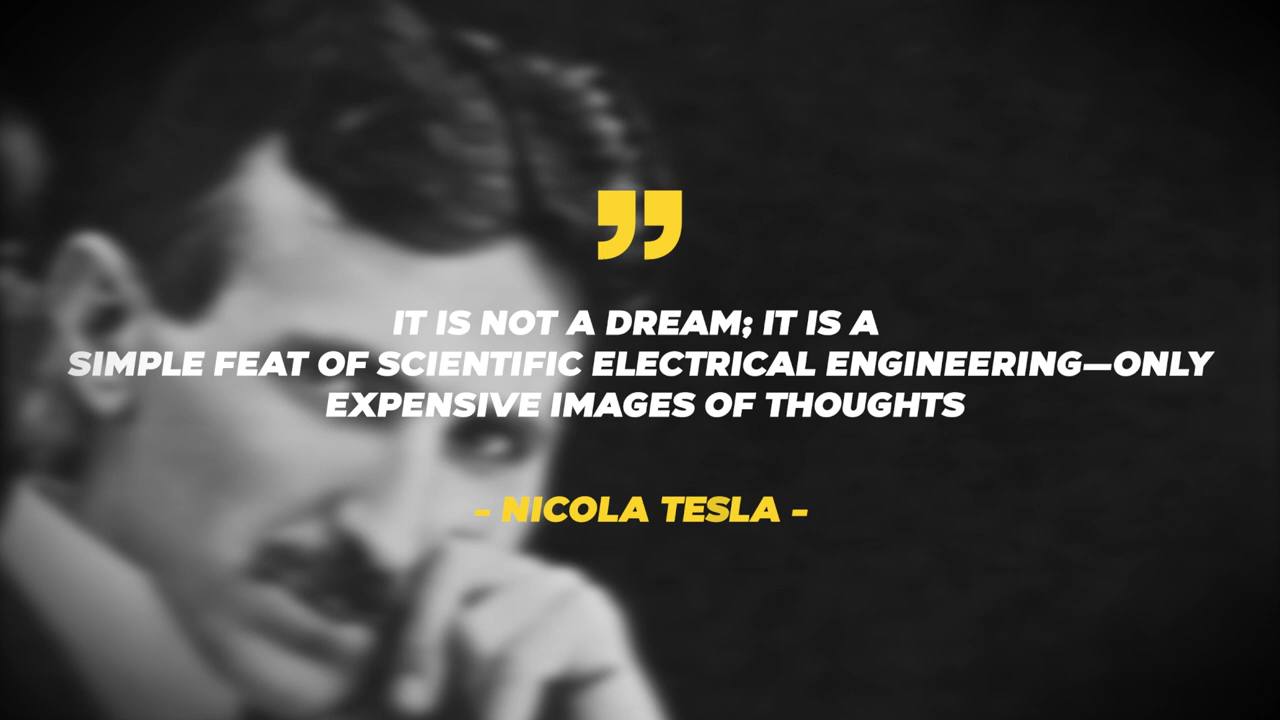 ”
IT IS NOT A DREAM; IT IS A
SIMPLE FEAT OF SCIENTIFIC ELECTRICAL ENGINEERING—ONLY
EXPENSIVE IMAGES OF THOUGHTS
- NICOLA TESLA -